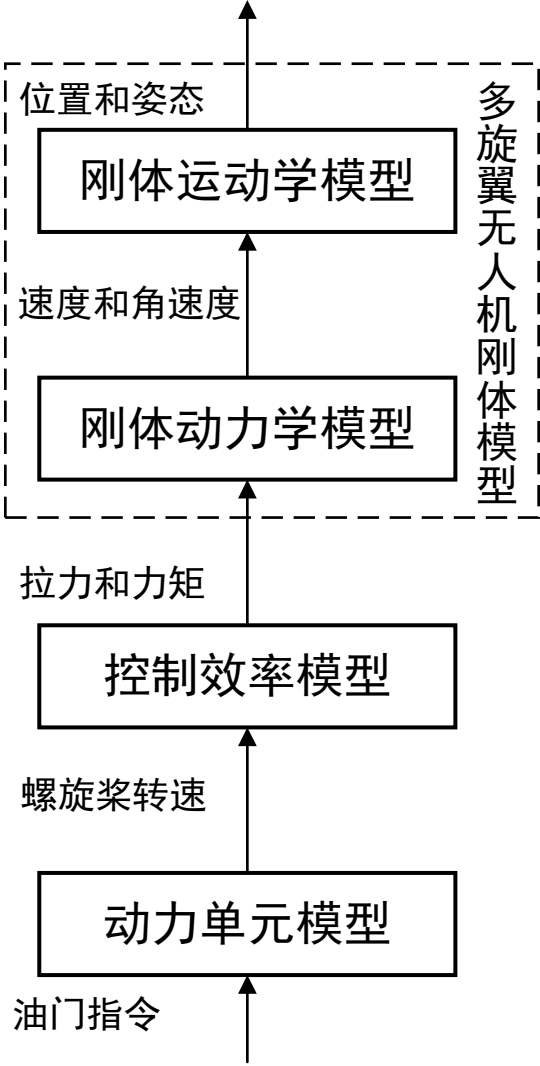 位置和姿态
多旋翼无人机刚体模型
刚体运动学模型
速度和角速度
刚体动力学模型
拉力和力矩
控制效率模型
螺旋桨转速
动力单元模型
油门指令